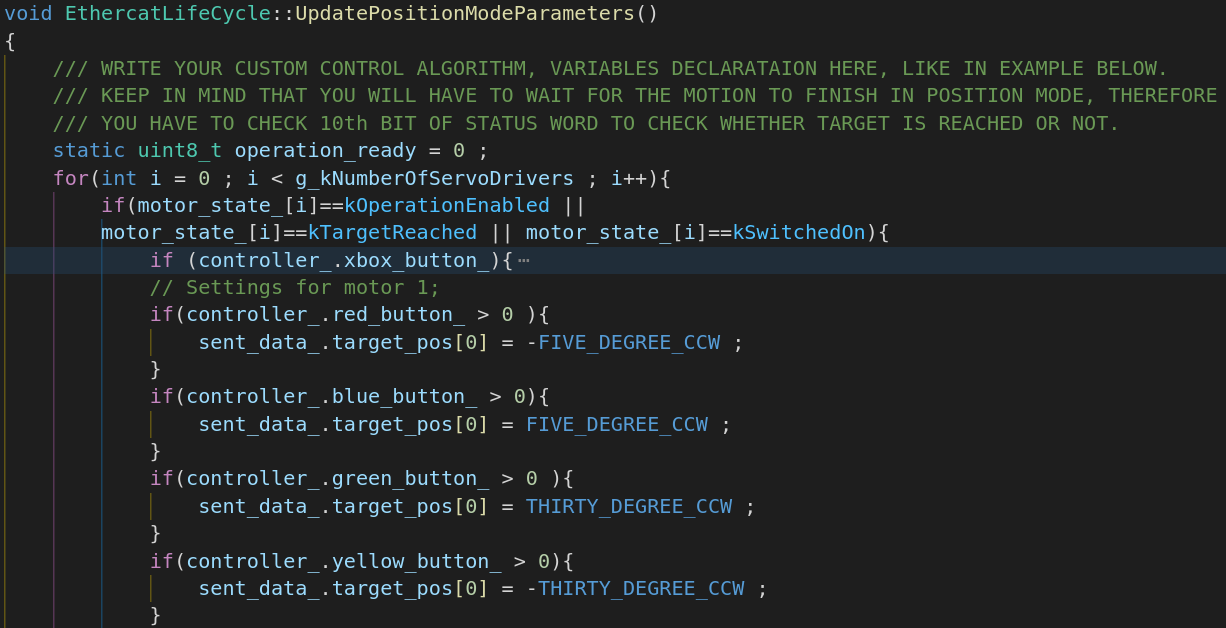 void EthercatLifeCycle::UpdatePositionModeParameters()
{
    /// WRITE YOUR CUSTOM CONTROL ALGORITHM, VARIABLES DECLARATAION HERE, LIKE IN EXAMPLE BELOW.
    /// KEEP IN MIND THAT YOU WILL HAVE TO WAIT FOR THE MOTION TO FINISH IN POSITION MODE, THEREFORE
    /// YOU HAVE TO CHECK 10th BIT OF STATUS WORD TO CHECK WHETHER TARGET IS REACHED OR NOT.
    static uint8_t operation_ready = 0 ;
    for(int i = 0 ; i < g_kNumberOfServoDrivers ; i++){
        if(motor_state_[i]==kOperationEnabled ||
        motor_state_[i]==kTargetReached || motor_state_[i]==kSwitchedOn){
            if (controller_.xbox_button_){⋯
            // Settings for motor 1;
            if(controller_.red_button_ > 0 ){
                sent_data_.target_pos[0] = -FIVE_DEGREE_CCW ;
            }
            if(controller_.blue_button_ > 0){
                sent_data_.target_pos[0] = FIVE_DEGREE_CCW ;
            }
            if(controller_.green_button_ > 0 ){
                sent_data_.target_pos[0] = THIRTY_DEGREE_CCW ;
            }
            if(controller_.yellow_button_ > 0){
                sent_data_.target_pos[0] = -THIRTY_DEGREE_CCW ;
            }